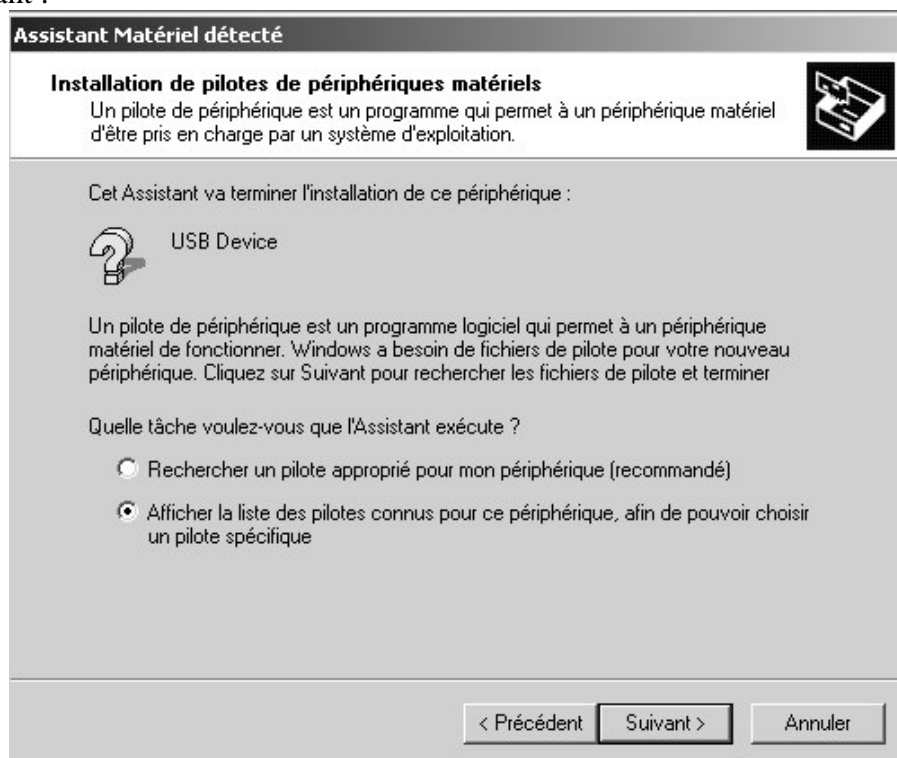 Assistant Matériel détecté
Installation de pilotes de périphériques matériels
Un pilote de périphérique est un programme qui permet à un périphérique matériel
d'être pris en charge par un système d'exploitation.
Cet Assistant va terminer l'installation de ce périphérique :
USB Device
Un pilote de périphérique est un programme logiciel qui permet à un périphérique
matériel de fonctionner. Windows a besoin de fichiers de pilote pour votre nouveau
périphérique. Cliquez sur Suivant pour rechercher les fichiers de pilote et terminer
Quelle tâche voulez-vous que l'Assistant exécute ?
Rechercher un pilote approprié pour mon périphérique (recommandé)
Afficher la liste des pilotes connus pour ce périphérique, afin de pouvoir choisir
un pilote spécifique
< Précédent
Suivant >
Annuler